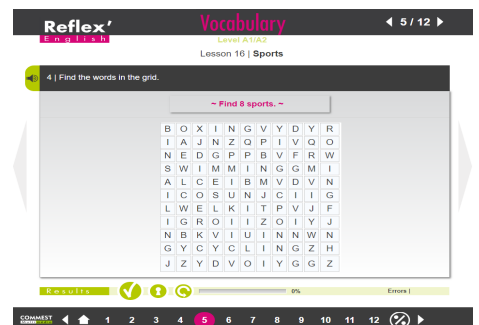 Reflex'
English
Vocabulary
Level A1/A2
5 / 12
Lesson 16 | Sports
4 | Find the words in the grid.
~ Find 8 sports. ~
B O X I N G V Y D Y R
I A J N Z Q P I V Q O
N E D G P P B V F R W
S W I M M I N G G M I
A L C E I B M V D V N
I C O S U N J C I I G
L W E L K I T P V J F
I G R O I I Z O I Y J
N B K V I U I N N W N
G Y C Y C L I N G Z H
J Z Y D V O I Y G G Z
Results
0%
Errors |
COMMEST
1 2 3 4 5 6 7 8 9 10 11 12